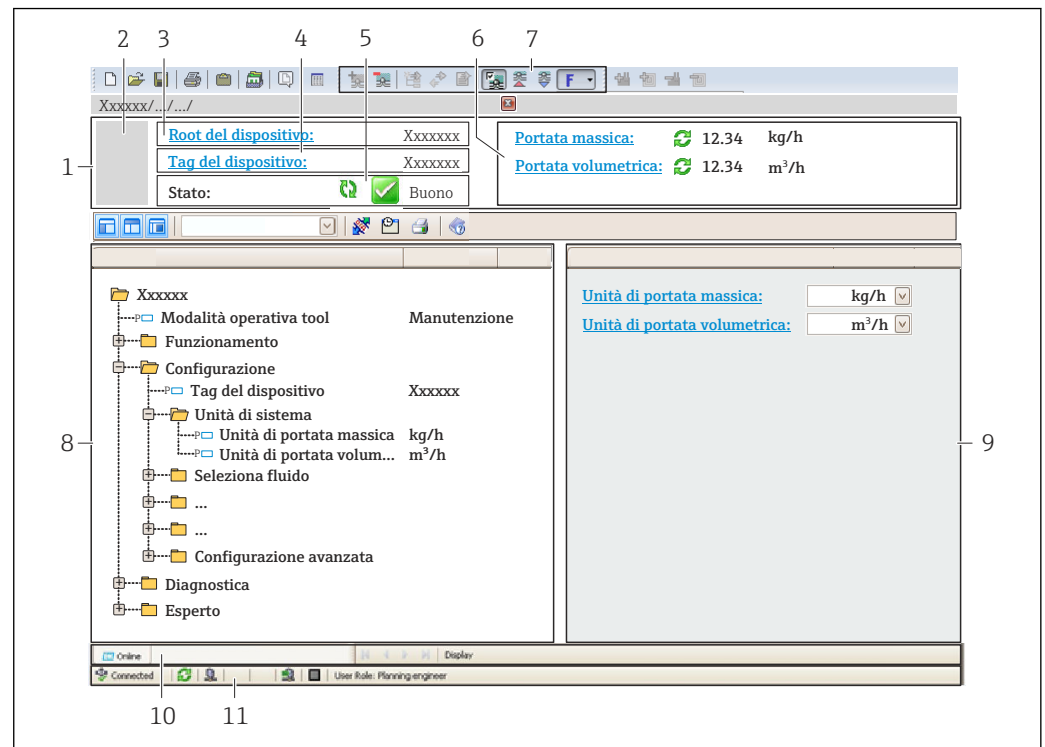 2 3 4 5 6 7
F
Xxxxxx/.../.../
1
Root del dispositivo: Xxxxxxx
Tag del dispositivo: Xxxxxxx
Stato: Buono
Portata massica: 12.34 kg/h
Portata volumetrica: 12.34 m³/h
Xxxxxx
P Modalità operativa tool Manutenzione
Funzionamento
Configurazione
P Tag del dispositivo Xxxxxx
Unità di sistema
P Unità di portata massica kg/h
P Unità di portata volum... m³/h
Seleziona fluido
...
...
Configurazione avanzata
Diagnostica
Esperto
8
Unità di portata massica: kg/h
Unità di portata volumetrica: m³/h
9
Online Display
Connected User Role: Planning engineer
10 11